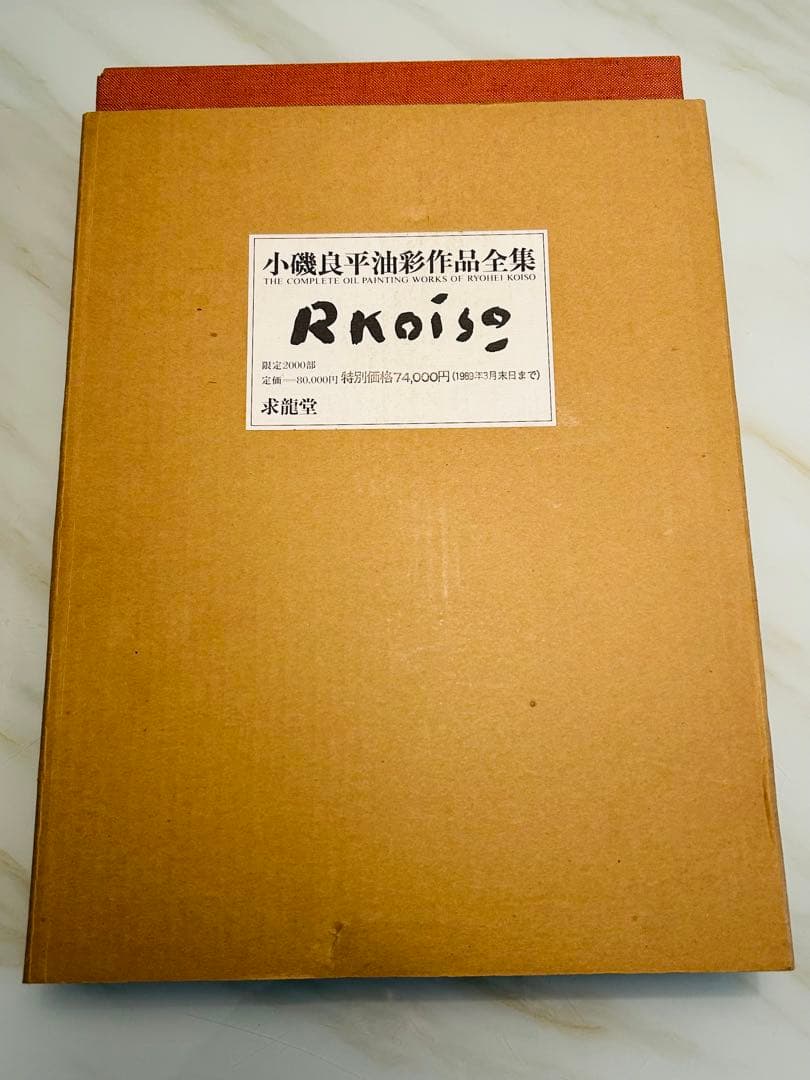 小磯良平油彩作品全集
THE COMPLETE OIL PAINTING WORKS OF RYOHEI KOISO
RKoiso
限定2000部
定価──80,000円 特別価格74,000円(1989年3月末日まで)
求龍堂